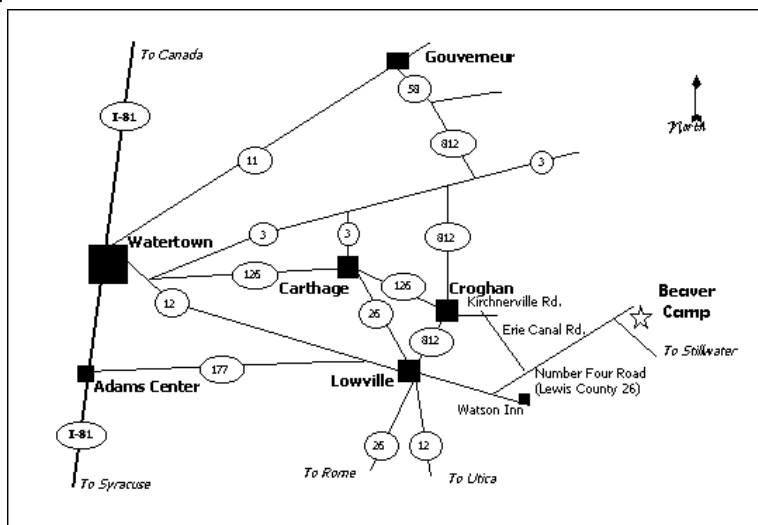 To Canada
Gouverneur
58
I-81
North
812
11
3
3
3
812
Watertown
126
126
Carthage
Croghan
Kirchnerville Rd.
Beaver
Camp
12
26
Erie Canal Rd.
812
To Stillwater
177
Adams Center
Lowville
Number Four Road
(Lewis County 26)
Watson Inn
I-81
26
12
To Rome
To Utica
To Syracuse